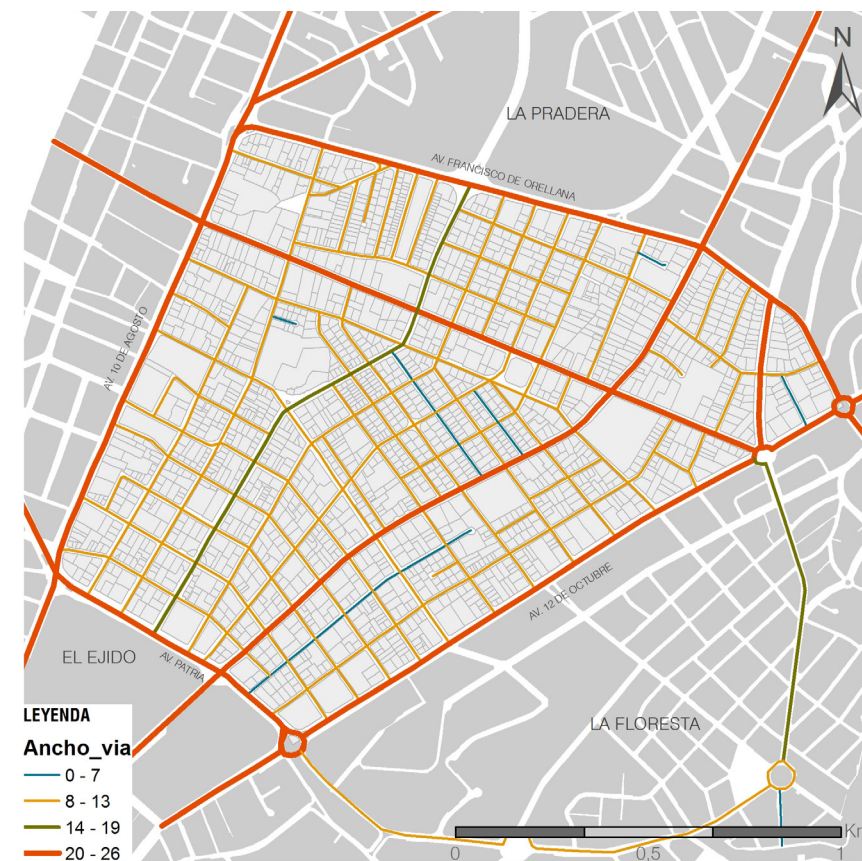 N
LA PRADERA
AV. FRANCISCO DE ORELLANA
AV. 10 DE AGOSTO
AV. 12 DE OCTUBRE
EL EJIDO
AV. PATRIA
LA FLORESTA
LEYENDA
Ancho_via
0 - 7
8 - 13
14 - 19
20 - 26
Km
0 0,5 1